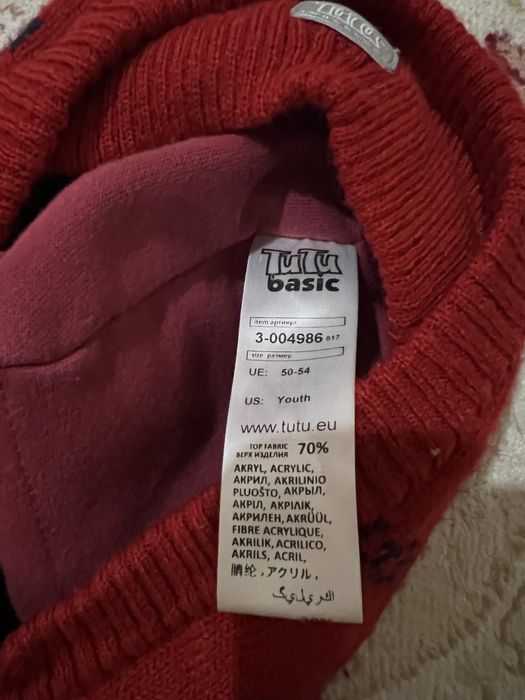 TuTu
basic
item артикул
3-004986 017
size размер
UE: 50-54
US: Youth
www.tutu.eu
TOP FABRIC 70%
ВЕРХ ИЗДЕЛИЯ
AKRYL, ACRYLIC,
АКРИЛ, AKRILINIO
PLUOŠTO, АКРЫЛ,
АКРІЛ, АКРІЛІК,
АКРИЛЕН, AKRÜÜL,
FIBRE ACRYLIQUE,
AKRILIK, ACRILICO,
AKRILS, ACRIL,
腈纶, アクリル,